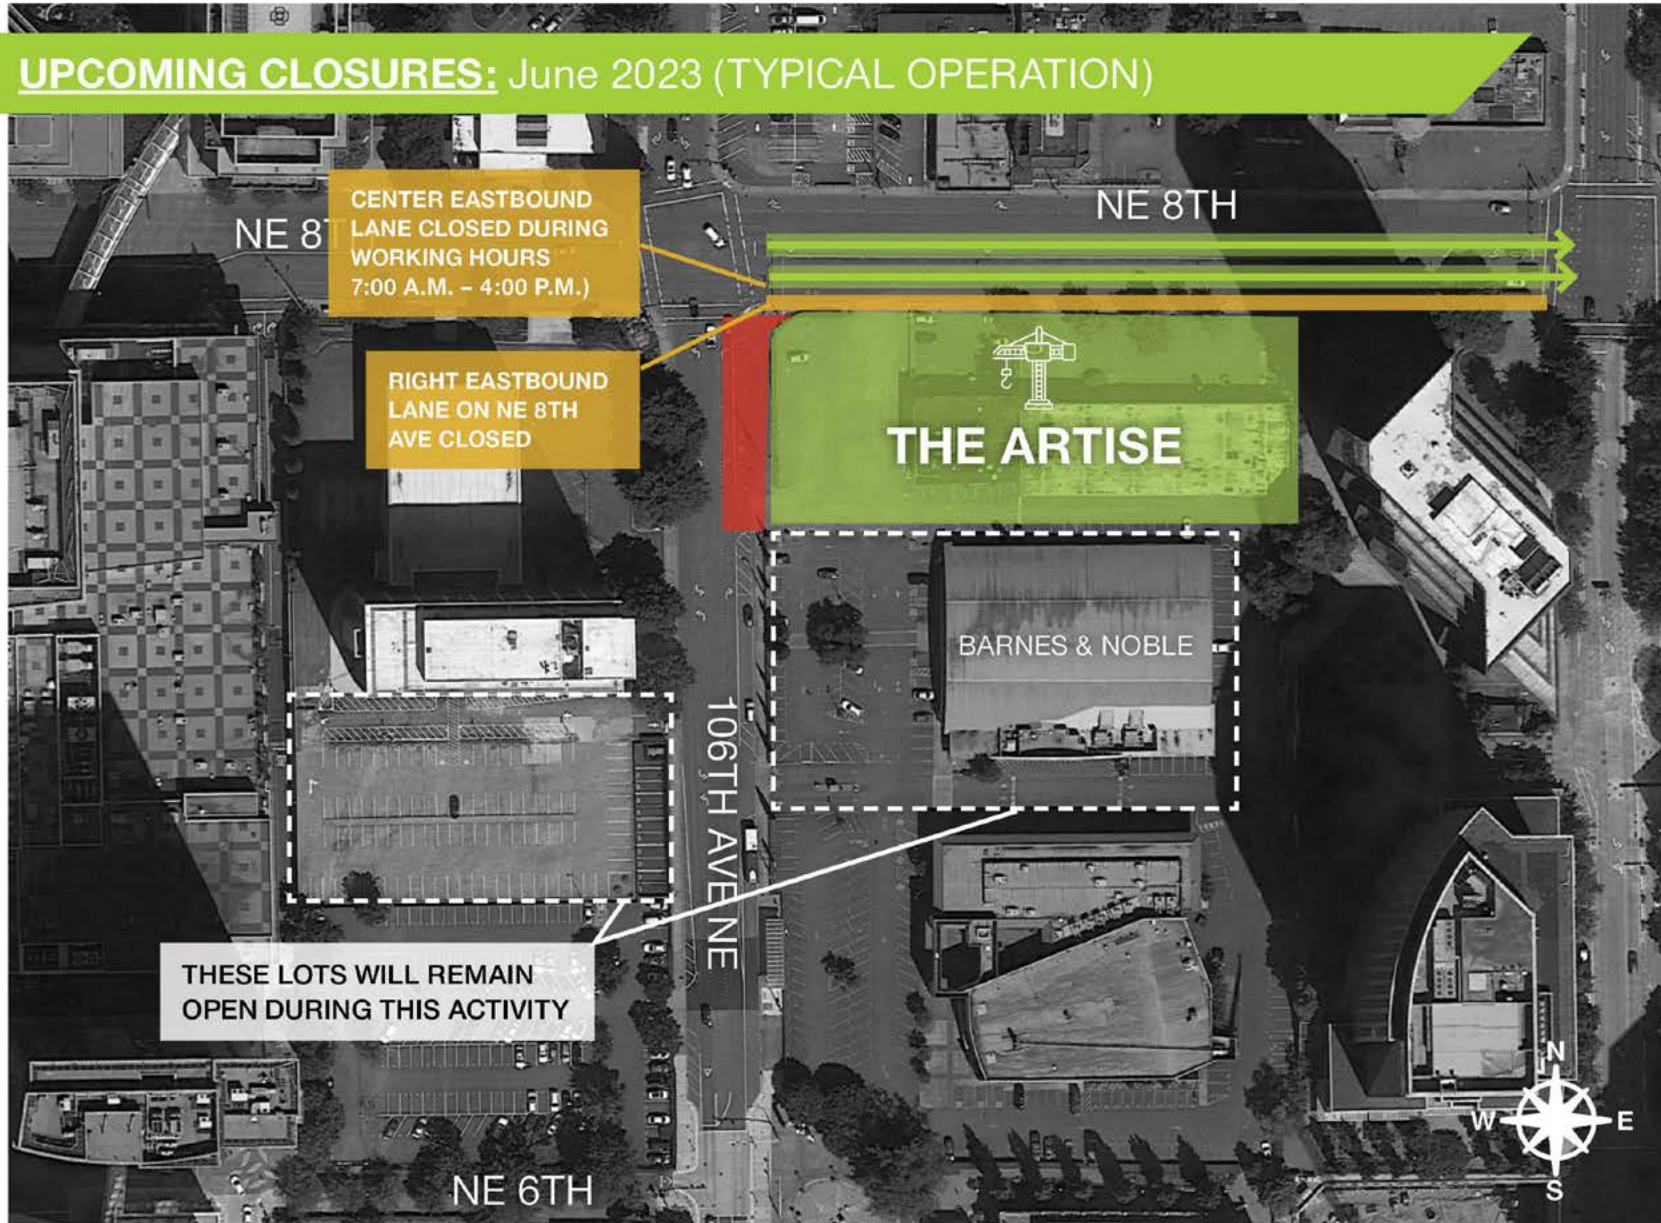 UPCOMING CLOSURES: June 2023 (TYPICAL OPERATION)
CENTER EASTBOUND
LANE CLOSED DURING
WORKING HOURS
7:00 A.M. – 4:00 P.M.)
NE 8T
NE 8TH
RIGHT EASTBOUND
LANE ON NE 8TH
AVE CLOSED
THE ARTISE
BARNES & NOBLE
106TH AVE NE
THESE LOTS WILL REMAIN
OPEN DURING THIS ACTIVITY
NE 6TH
N
W
E
S